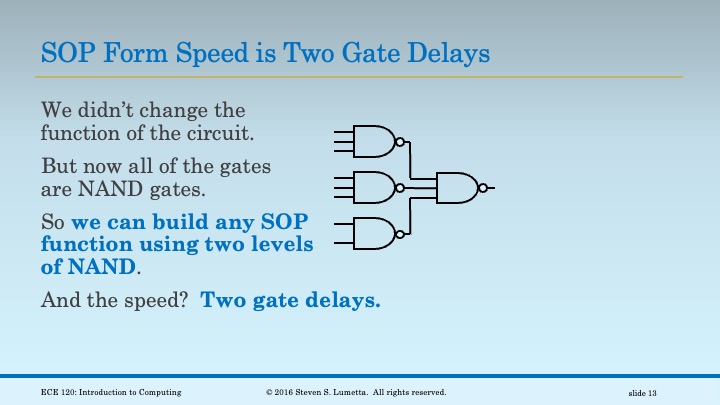 SOP Form Speed is Two Gate Delays
We didn’t change the
function of the circuit.
But now all of the gates
are NAND gates.
So we can build any SOP
function using two levels
of NAND.
And the speed?  Two gate delays.
ECE 120: Introduction to Computing
© 2016 Steven S. Lumetta.  All rights reserved.
slide 13